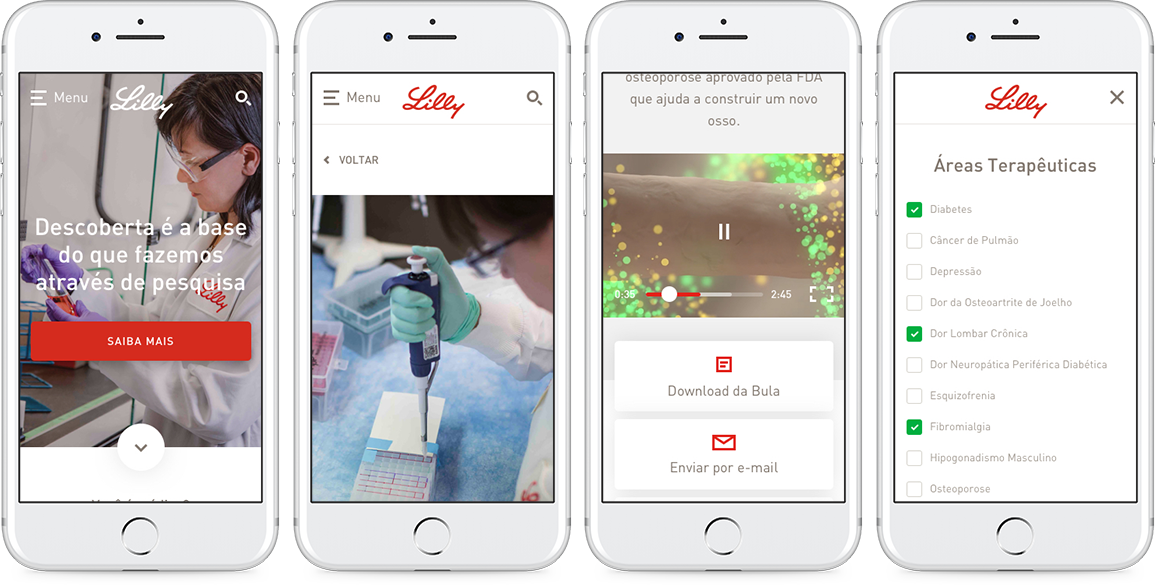 Menu
Lilly
Descoberta é a base
do que fazemos
através de pesquisa
Lilly
SAIBA MAIS
Menu
Lilly
VOLTAR
osteoporose aprovado pela FDA
que ajuda a construir um novo
osso.
0:35
2:45
Download da Bula
Enviar por e-mail
Lilly
Áreas Terapêuticas
Diabetes
Câncer de Pulmão
Depressão
Dor da Osteoartrite de Joelho
Dor Lombar Crônica
Dor Neuropática Periférica Diabética
Esquizofrenia
Fibromialgia
Hipogonadismo Masculino
Osteoporose